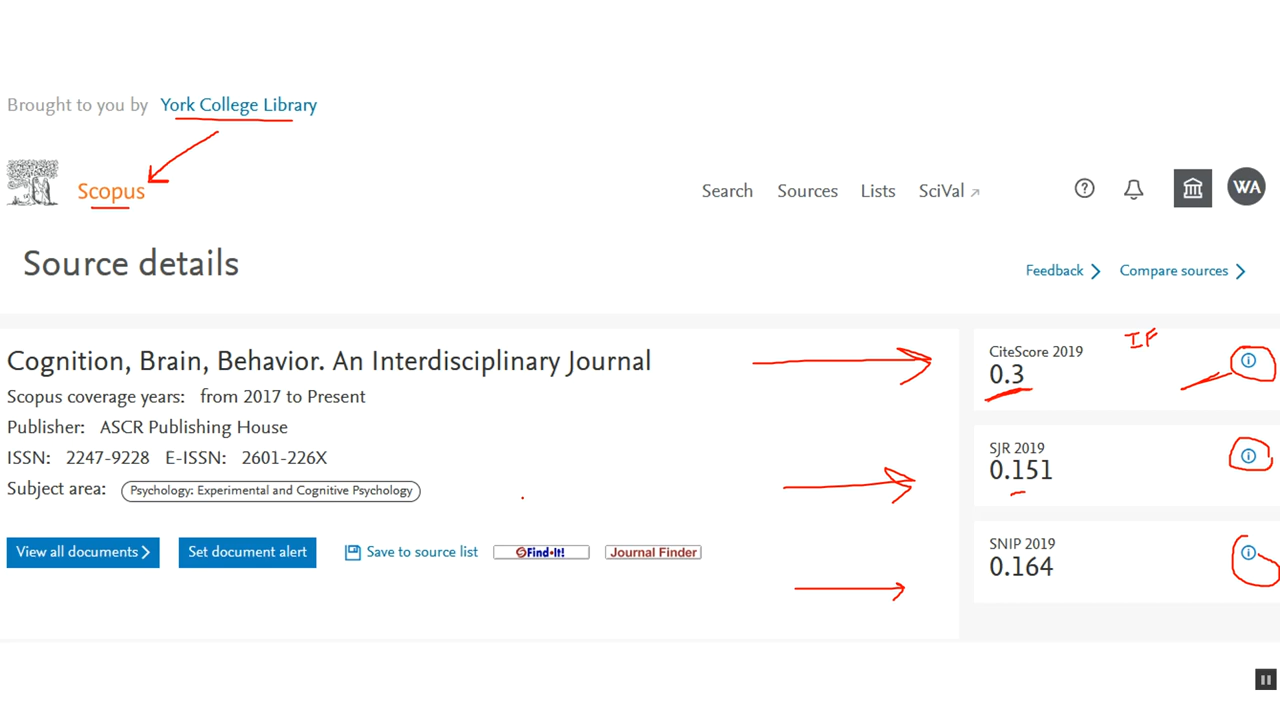 Brought to you by York College Library
Scopus
Search Sources Lists SciVal
WA
Source details
Feedback
Compare sources
Cognition, Brain, Behavior. An Interdisciplinary Journal
Scopus coverage years: from 2017 to Present
Publisher: ASCR Publishing House
ISSN: 2247-9228 E-ISSN: 2601-226X
Subject area: Psychology: Experimental and Cognitive Psychology
View all documents
Set document alert
Save to source list
Find·It!
Journal Finder
IF
CiteScore 2019
0.3
SJR 2019
0.151
SNIP 2019
0.164